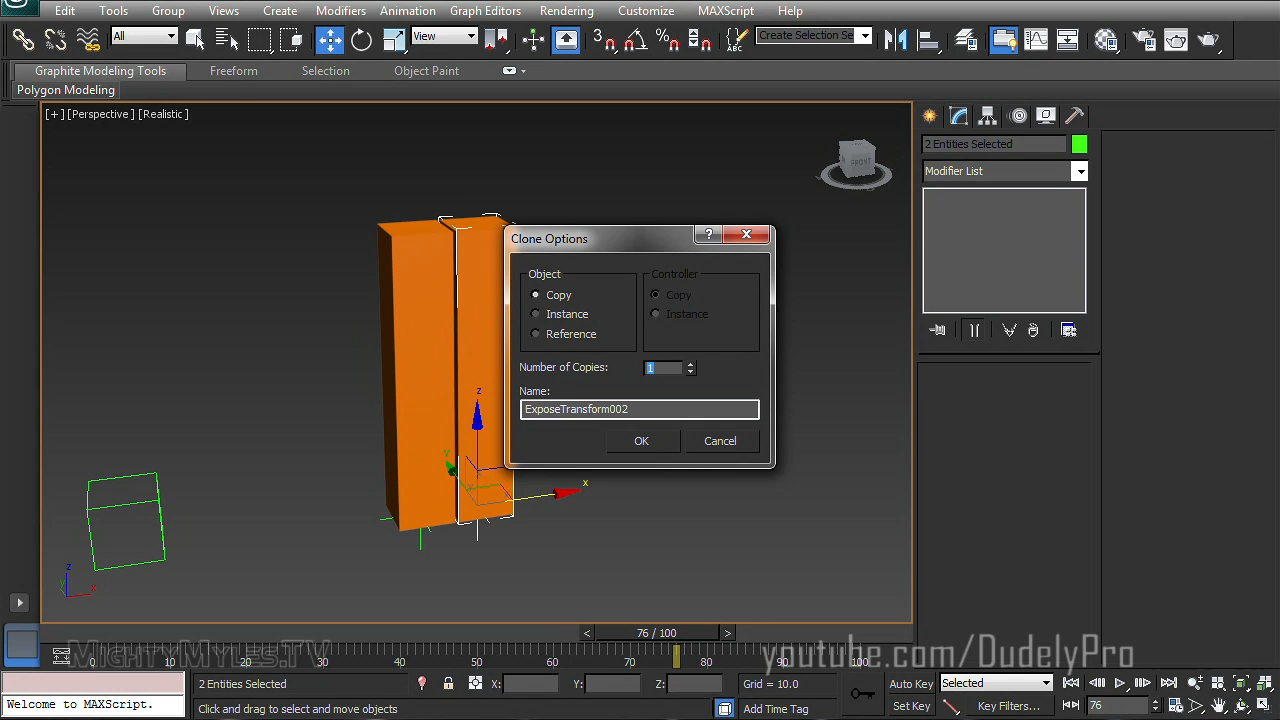 Edit Tools Group Views Create Modifiers Animation Graph Editors Rendering Customize MAXScript Help
All View 3 Create Selection Se
Graphite Modeling Tools Freeform Selection Object Paint
Polygon Modeling
[+] [Perspective] [Realistic]
FRONT
2 Entities Selected
Modifier List
Clone Options
Object Controller
Copy Copy
Instance Instance
Reference
Number of Copies: 1
Name:
ExposeTransform002
OK Cancel
z
y
x
z
y
x
< 76 / 100 >
0 10 20 30 40 50 60 70 80 90 100
MightyMyles.TV
youtube.com/DudelyPro
2 Entities Selected X: Y: Z: Grid = 10.0 Auto Key Selected
Welcome to MAXScript. Click and drag to select and move objects Add Time Tag Set Key Key Filters... 76